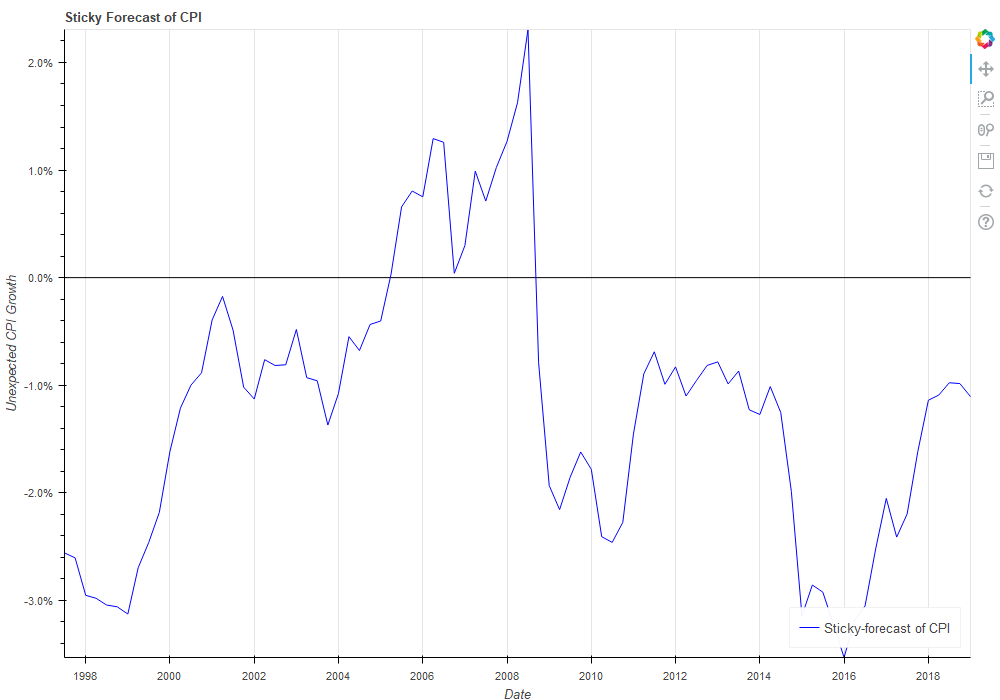 Sticky Forecast of CPI
2.0%
1.0%
0.0%
-1.0%
-2.0%
-3.0%
Unexpected CPI Growth
Sticky-forecast of CPI
1998 2000 2002 2004 2006 2008 2010 2012 2014 2016 2018
Date